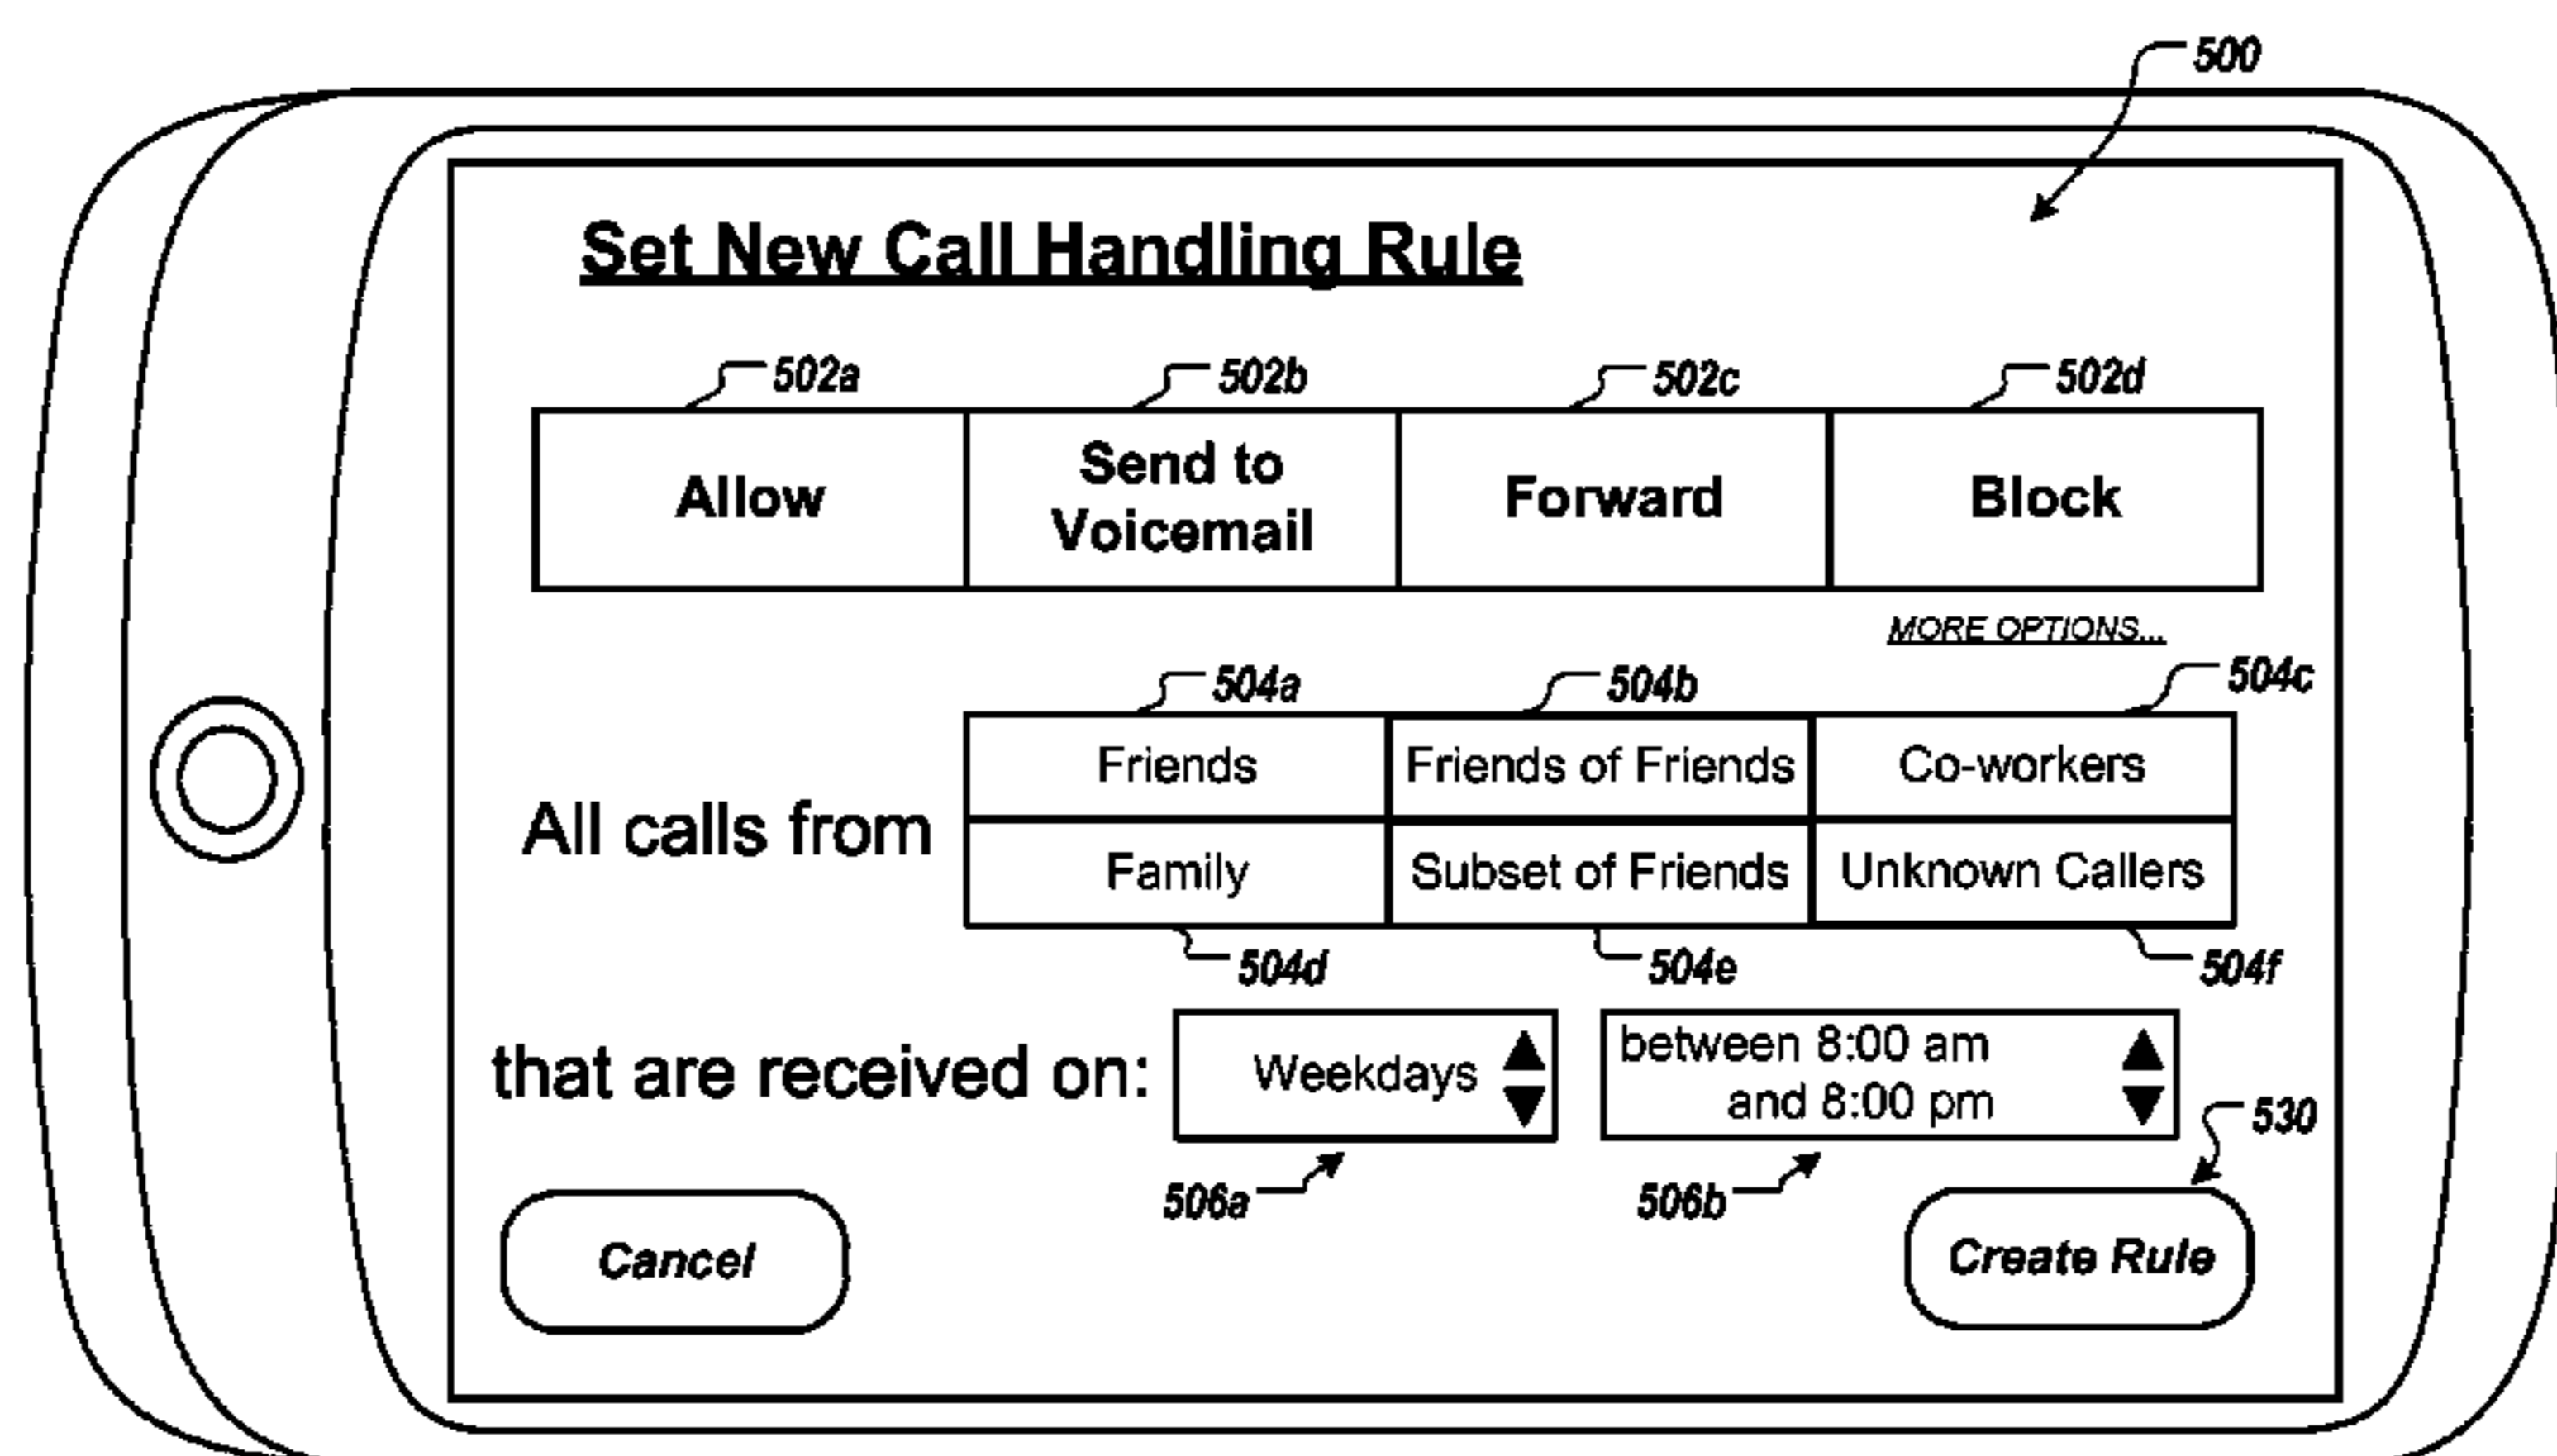 500
Set New Call Handling Rule
502a 502b 502c 502d
Allow
Send to
Voicemail
Forward
Block
MORE OPTIONS...
504a 504b 504c
Friends Friends of Friends Co-workers
All calls from
Family Subset of Friends Unknown Callers
504d 504e 504f
that are received on:
Weekdays
between 8:00 am
and 8:00 pm
530
506a 506b
Cancel
Create Rule